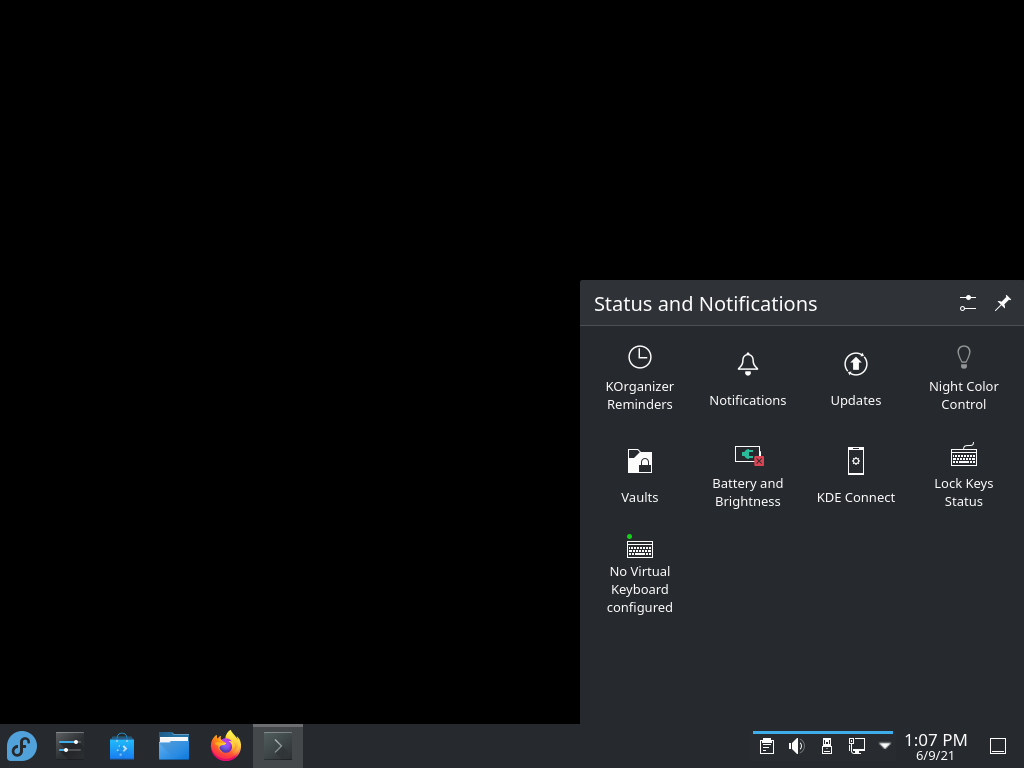 Status and Notifications
KOrganizer
Reminders
Notifications
Updates
Night Color
Control
Vaults
Battery and
Brightness
KDE Connect
Lock Keys
Status
No Virtual
Keyboard
configured
1:07 PM
6/9/21